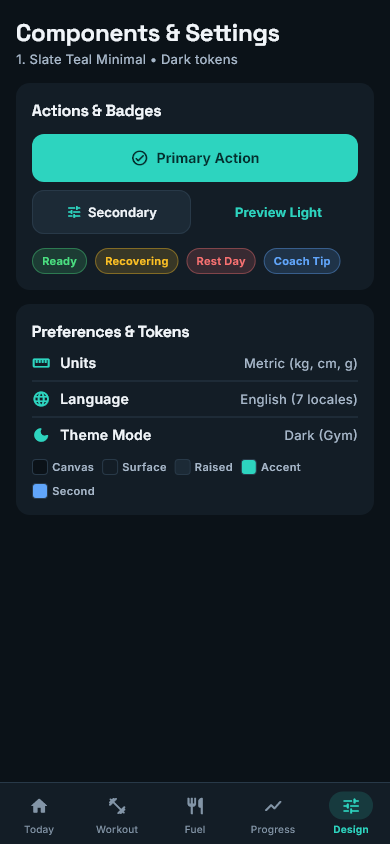 Components & Settings
1. Slate Teal Minimal • Dark tokens
Actions & Badges
Primary Action
Secondary
Preview Light
Ready
Recovering
Rest Day
Coach Tip
Preferences & Tokens
Units
Metric (kg, cm, g)
Language
English (7 locales)
Theme Mode
Dark (Gym)
Canvas
Surface
Raised
Accent
Second
Today
Workout
Fuel
Progress
Design